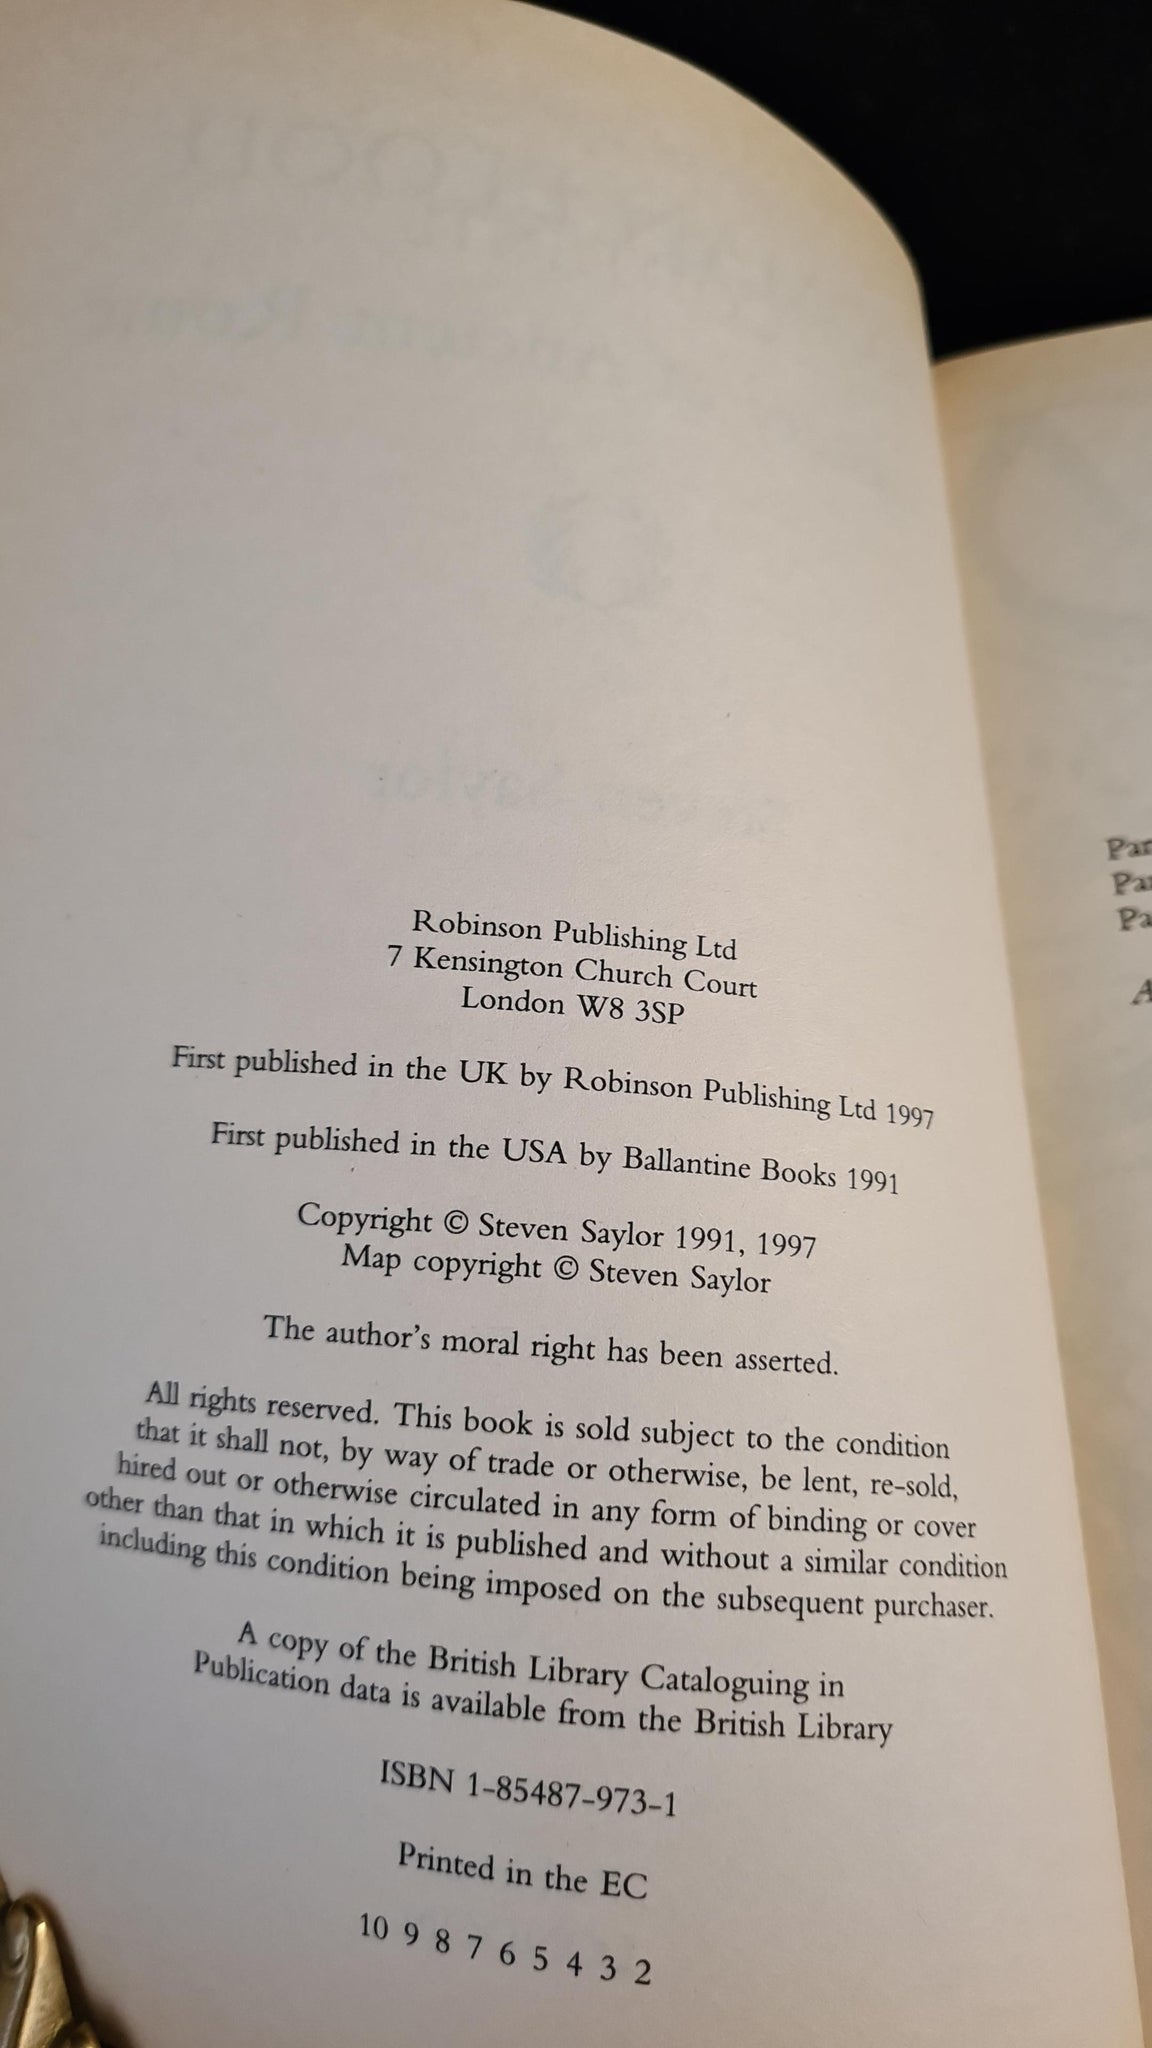 Robinson Publishing Ltd
7 Kensington Church Court
London W8 3SP
First published in the UK by Robinson Publishing Ltd 1997
First published in the USA by Ballantine Books 1991
Copyright © Steven Saylor 1991, 1997
Map copyright © Steven Saylor
The author's moral right has been asserted.
All rights reserved. This book is sold subject to the condition
that it shall not, by way of trade or otherwise, be lent, re-sold,
hired out or otherwise circulated in any form of binding or cover
other than that in which it is published and without a similar condition
including this condition being imposed on the subsequent purchaser.
A copy of the British Library Cataloguing in
Publication data is available from the British Library
ISBN 1-85487-973-1
Printed in the EC
10 9 8 7 6 5 4 3 2